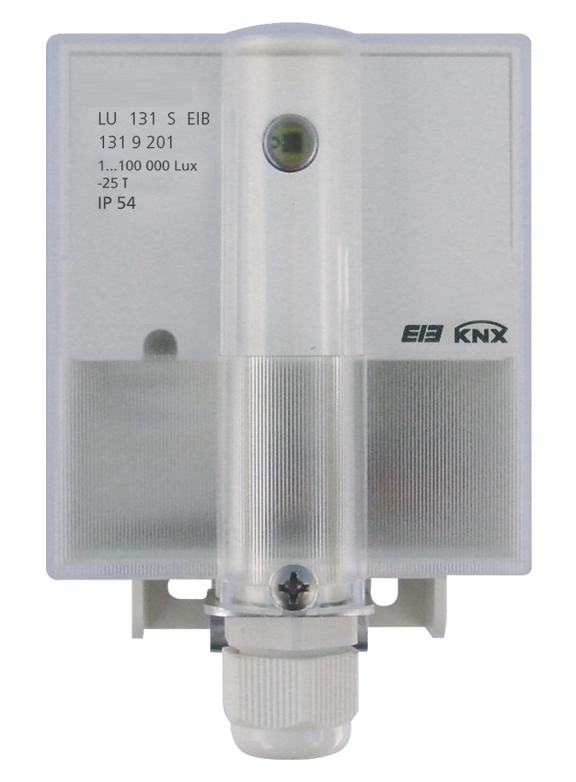 LU 131 S EIB
131 9 201
1...100 000 Lux
-25 T
IP 54
EIB KNX